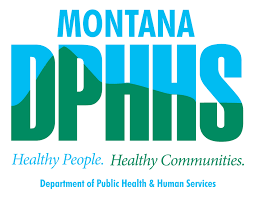 MONTANA
DPHHS
Healthy People. Healthy Communities.
Department of Public Health & Human Services